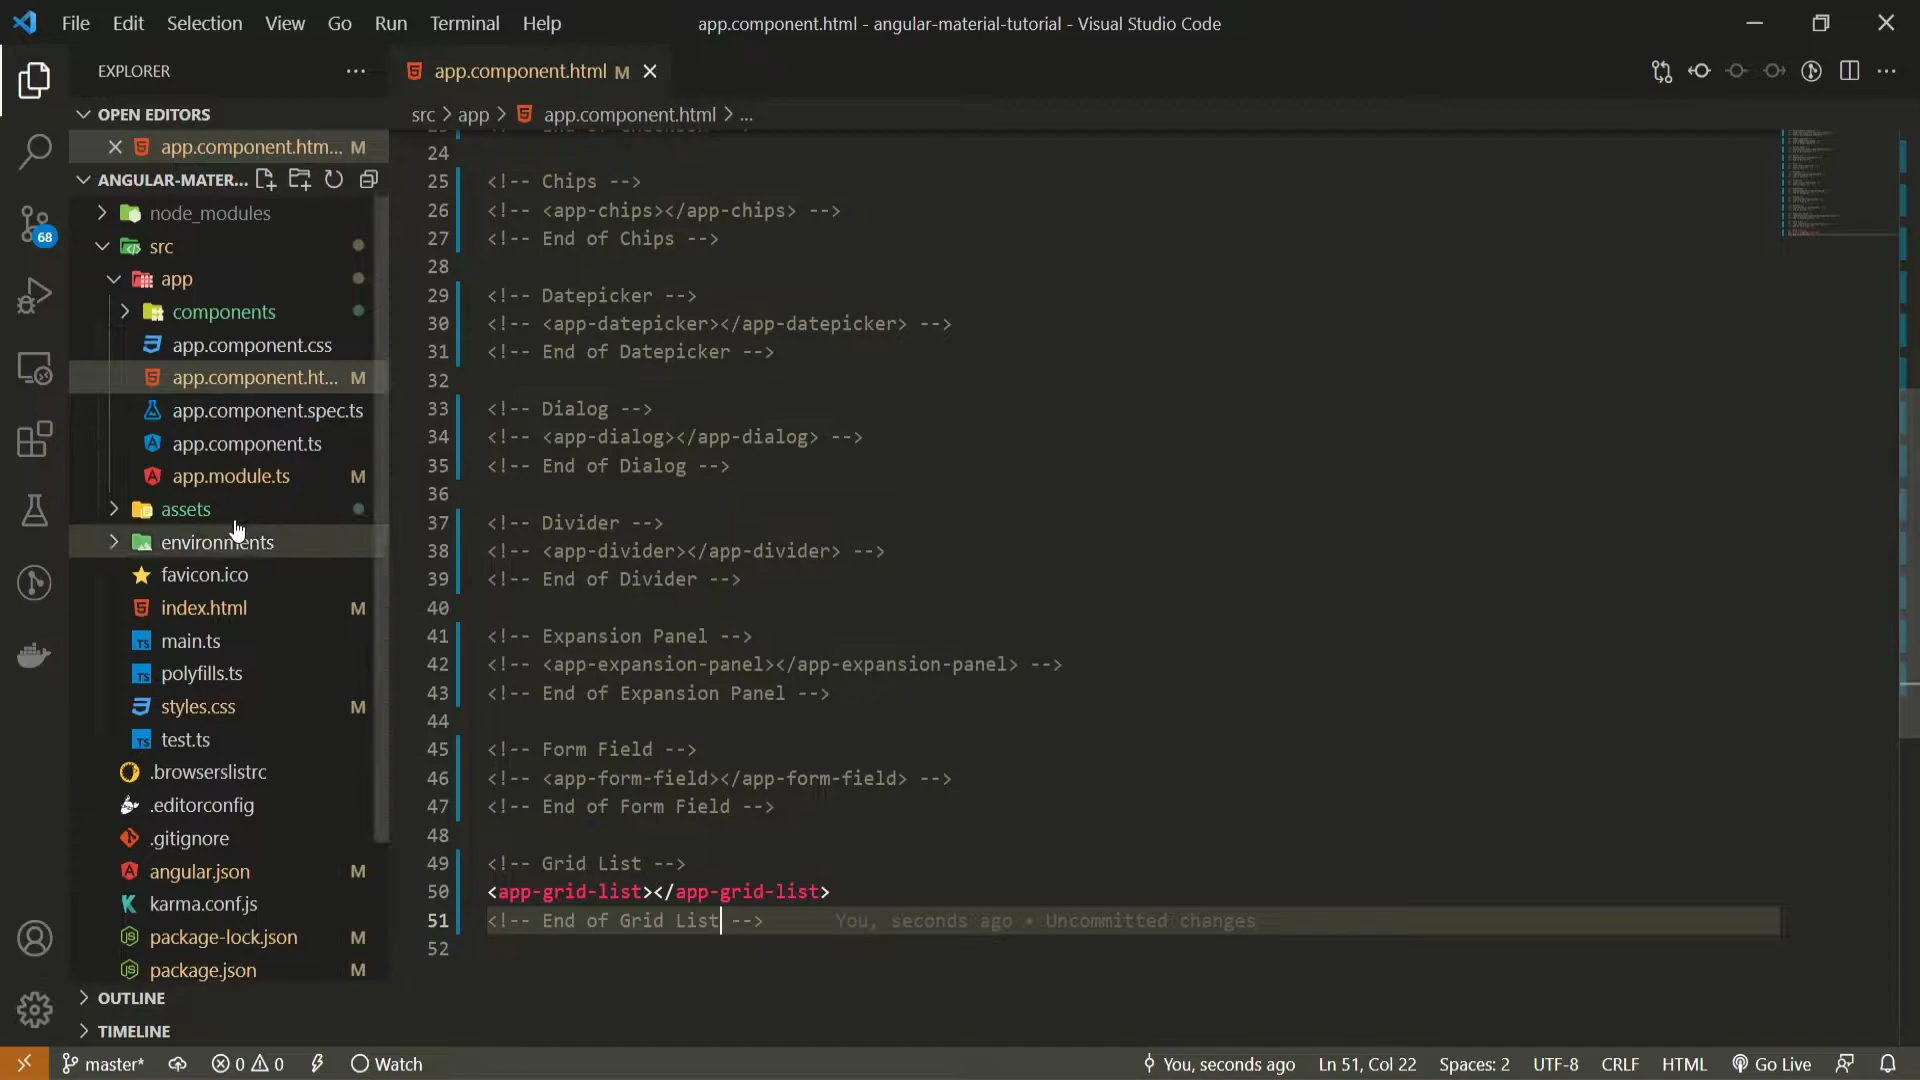 File Edit Selection View Go Run Terminal Help
app.component.html - angular-material-tutorial - Visual Studio Code
EXPLORER
OPEN EDITORS
app.component.htm... M
ANGULAR-MATER...
node_modules
src
app
components
app.component.css
app.component.ht... M
app.component.spec.ts
app.component.ts
app.module.ts M
assets
environments
favicon.ico
index.html M
main.ts
polyfills.ts
styles.css M
test.ts
.browserslistrc
.editorconfig
.gitignore
angular.json M
karma.conf.js
package-lock.json M
package.json M
OUTLINE
TIMELINE
68
app.component.html M
src > app > app.component.html > ...
24
25 <!-- Chips -->
26 <!-- <app-chips></app-chips> -->
27 <!-- End of Chips -->
28
29 <!-- Datepicker -->
30 <!-- <app-datepicker></app-datepicker> -->
31 <!-- End of Datepicker -->
32
33 <!-- Dialog -->
34 <!-- <app-dialog></app-dialog> -->
35 <!-- End of Dialog -->
36
37 <!-- Divider -->
38 <!-- <app-divider></app-divider> -->
39 <!-- End of Divider -->
40
41 <!-- Expansion Panel -->
42 <!-- <app-expansion-panel></app-expansion-panel> -->
43 <!-- End of Expansion Panel -->
44
45 <!-- Form Field -->
46 <!-- <app-form-field></app-form-field> -->
47 <!-- End of Form Field -->
48
49 <!-- Grid List -->
50 <app-grid-list></app-grid-list>
51 <!-- End of Grid List --> You, seconds ago • Uncommitted changes
52
master* 0 0 Watch You, seconds ago Ln 51, Col 22 Spaces: 2 UTF-8 CRLF HTML Go Live